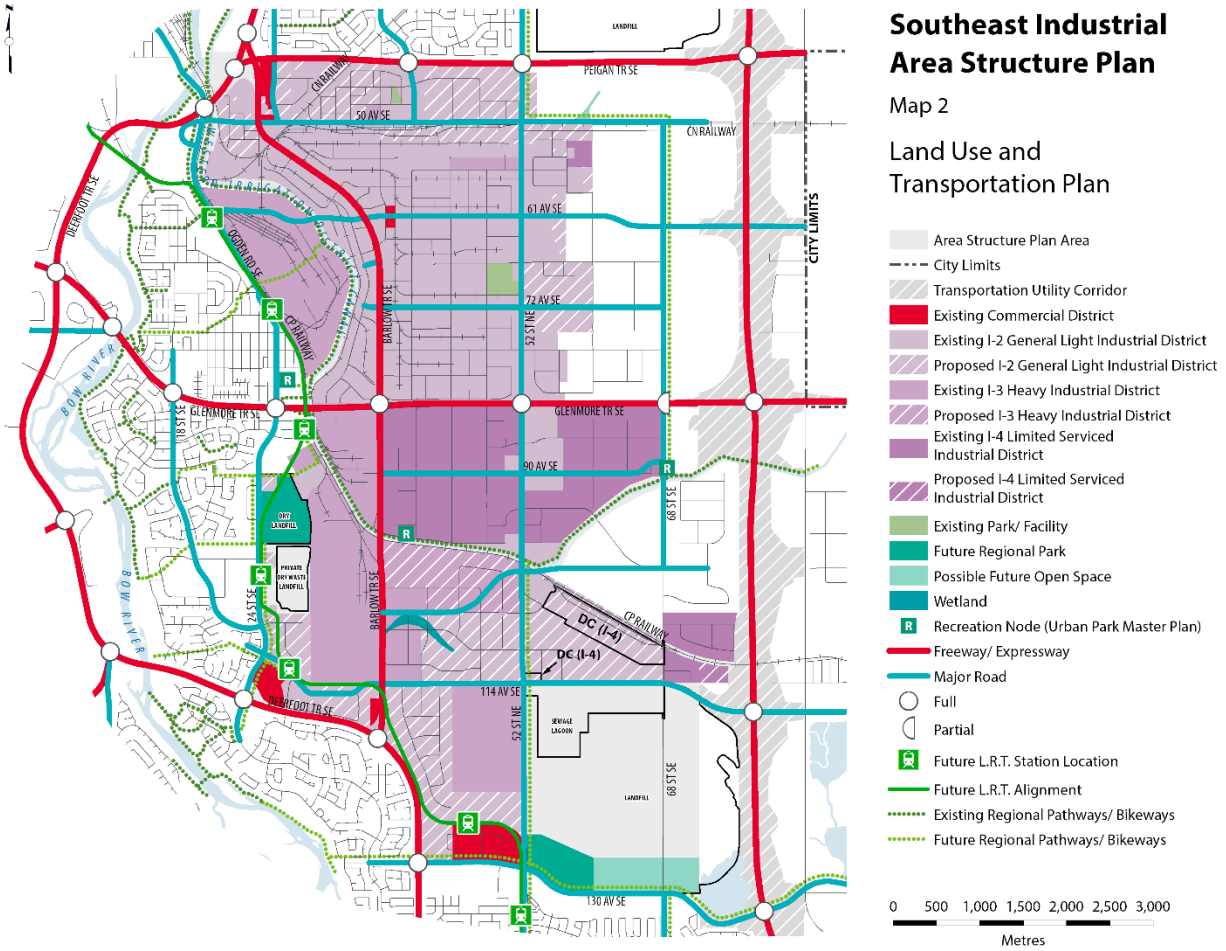 Southeast Industrial
Area Structure Plan
Map 2
Land Use and
Transportation Plan
Area Structure Plan Area
City Limits
Transportation Utility Corridor
Existing Commercial District
Existing I-2 General Light Industrial District
Proposed I-2 General Light Industrial District
Existing I-3 Heavy Industrial District
Proposed I-3 Heavy Industrial District
Existing I-4 Limited Serviced
Industrial District
Proposed I-4 Limited Serviced
Industrial District
Existing Park/ Facility
Future Regional Park
Possible Future Open Space
Wetland
R
Recreation Node (Urban Park Master Plan)
Freeway/ Expressway
Major Road
Full
Partial
Future L.R.T. Station Location
Future L.R.T. Alignment
Existing Regional Pathways/ Bikeways
Future Regional Pathways/ Bikeways
0 500 1,000 1,500 2,000 2,500 3,000
Metres
LANDFILL
CN RAILWAY
PEIGAN TR SE
50 AV SE
CN RAILWAY
DEERFOOT TR SE
61 AV SE
CITY LIMITS
OGDEN RD SE
72 AV SE
BARLOW TR SE
52 ST NE
CP RAILWAY
BOW RIVER
R
GLENMORE TR SE
GLENMORE TR SE
18 ST SE
90 AV SE
R
68 ST SE
DRY
LANDFILL
R
PRIVATE
DRY WASTE
LANDFILL
BOW RIVER
24 ST SE
BARLOW TR SE
CP RAILWAY
DC (I-4)
DC (I-4)
114 AV SE
DEERFOOT TR SE
52 ST NE
SEWAGE
LAGOON
68 ST SE
LANDFILL
130 AV SE